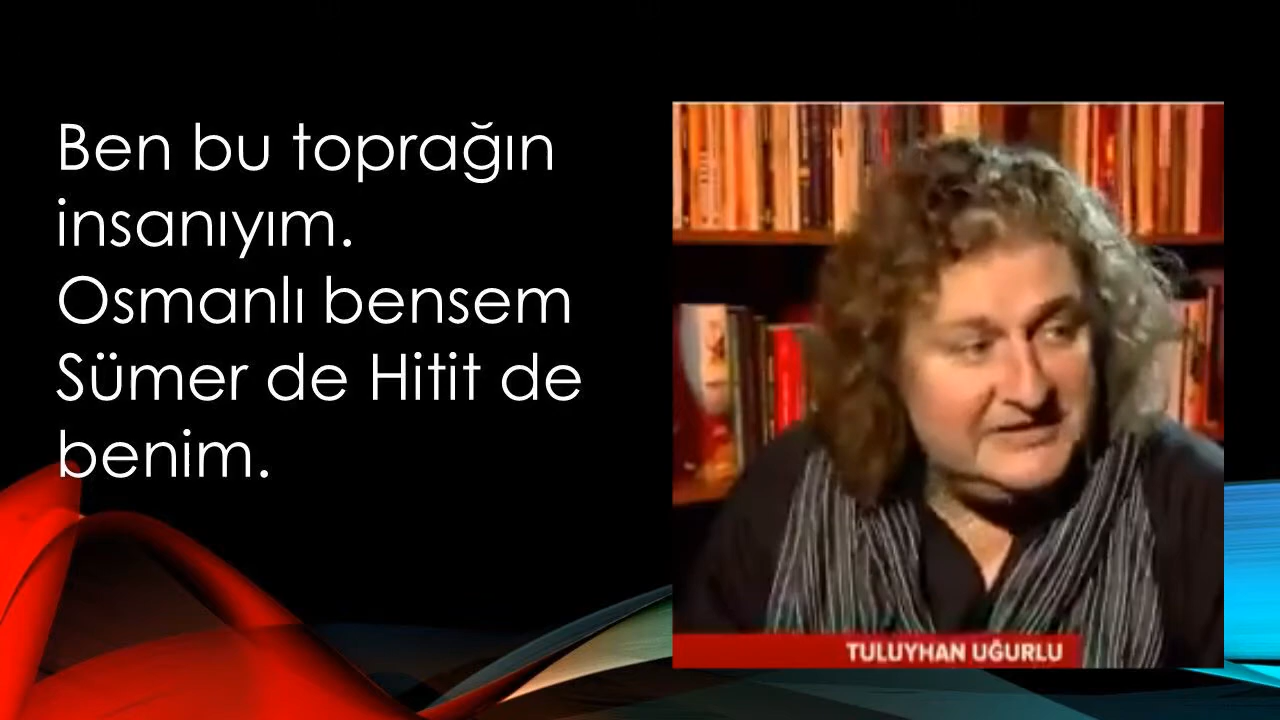 Ben bu toprağın
insanıyım.
Osmanlı bensem
Sümer de Hitit de
benim.
TULUYHAN UĞURLU